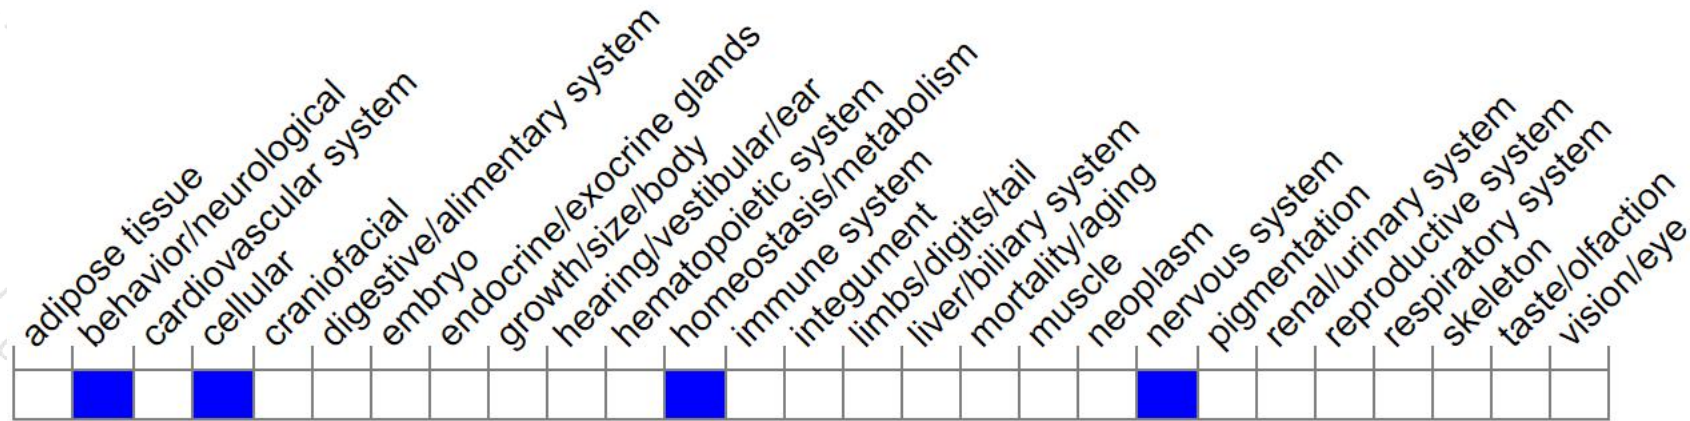 adipose tissue
behavior/neurological
cardiovascular system
cellular
craniofacial
digestive/alimentary system
embryo
endocrine/exocrine glands
growth/size/body
hearing/vestibular/ear
hematopoietic system
homeostasis/metabolism
immune system
integument
limbs/digits/tail
liver/biliary system
mortality/aging
muscle
neoplasm
nervous system
pigmentation
renal/urinary system
reproductive system
respiratory system
skeleton
taste/olfaction
vision/eye